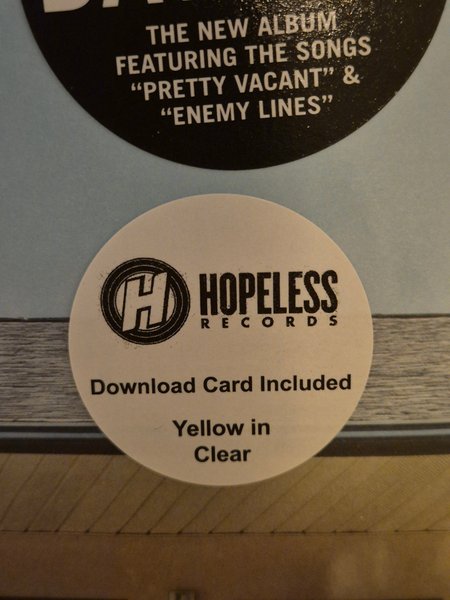 THE NEW ALBUM
FEATURING THE SONGS
“PRETTY VACANT” &
“ENEMY LINES”
H HOPELESS
RECORDS
Download Card Included
Yellow in
Clear